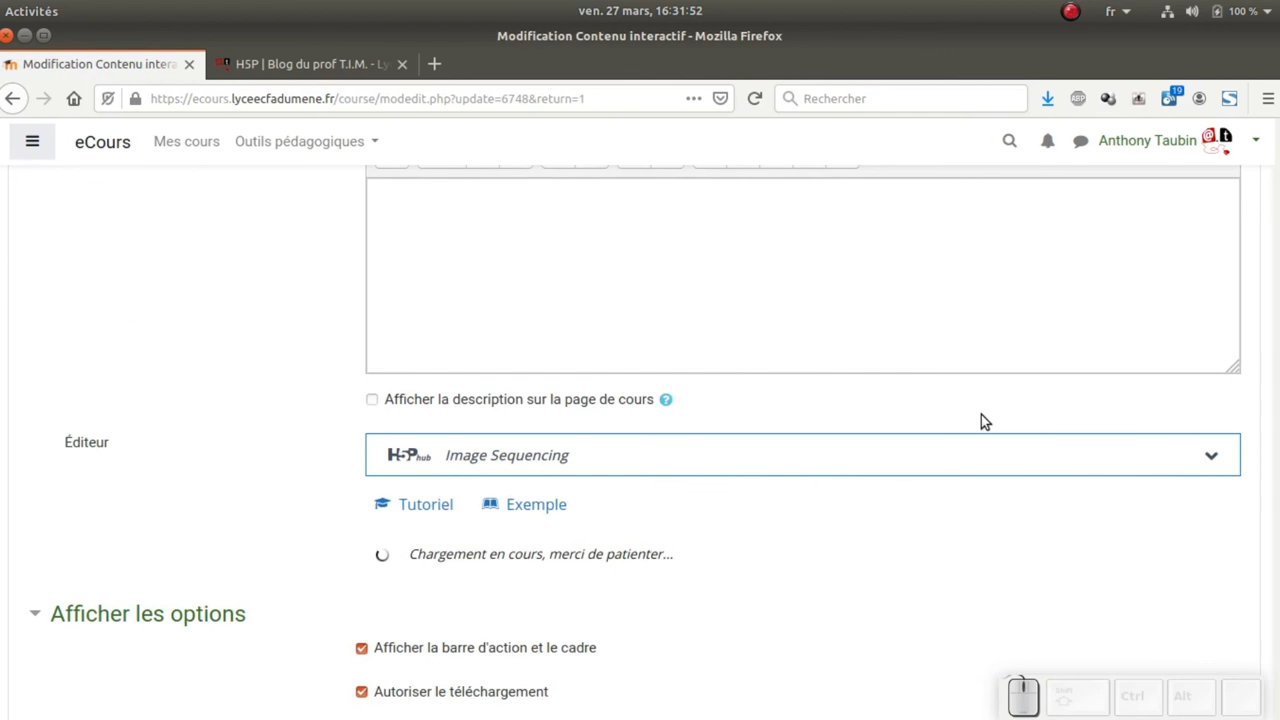 Activités
ven. 27 mars, 16:31:52
fr
100 %
Modification Contenu interactif - Mozilla Firefox
Modification Contenu intera
H5P | Blog du prof T.I.M. - Ly
https://ecours.lyceecfadumene.fr/course/modedit.php?update=6748&return=1
Rechercher
ABP
19
eCours
Mes cours
Outils pédagogiques
Anthony Taubin
Afficher la description sur la page de cours
Éditeur
H5P hub
Image Sequencing
Tutoriel
Exemple
Chargement en cours, merci de patienter...
Afficher les options
Afficher la barre d'action et le cadre
Autoriser le téléchargement
Shift
Ctrl
Alt